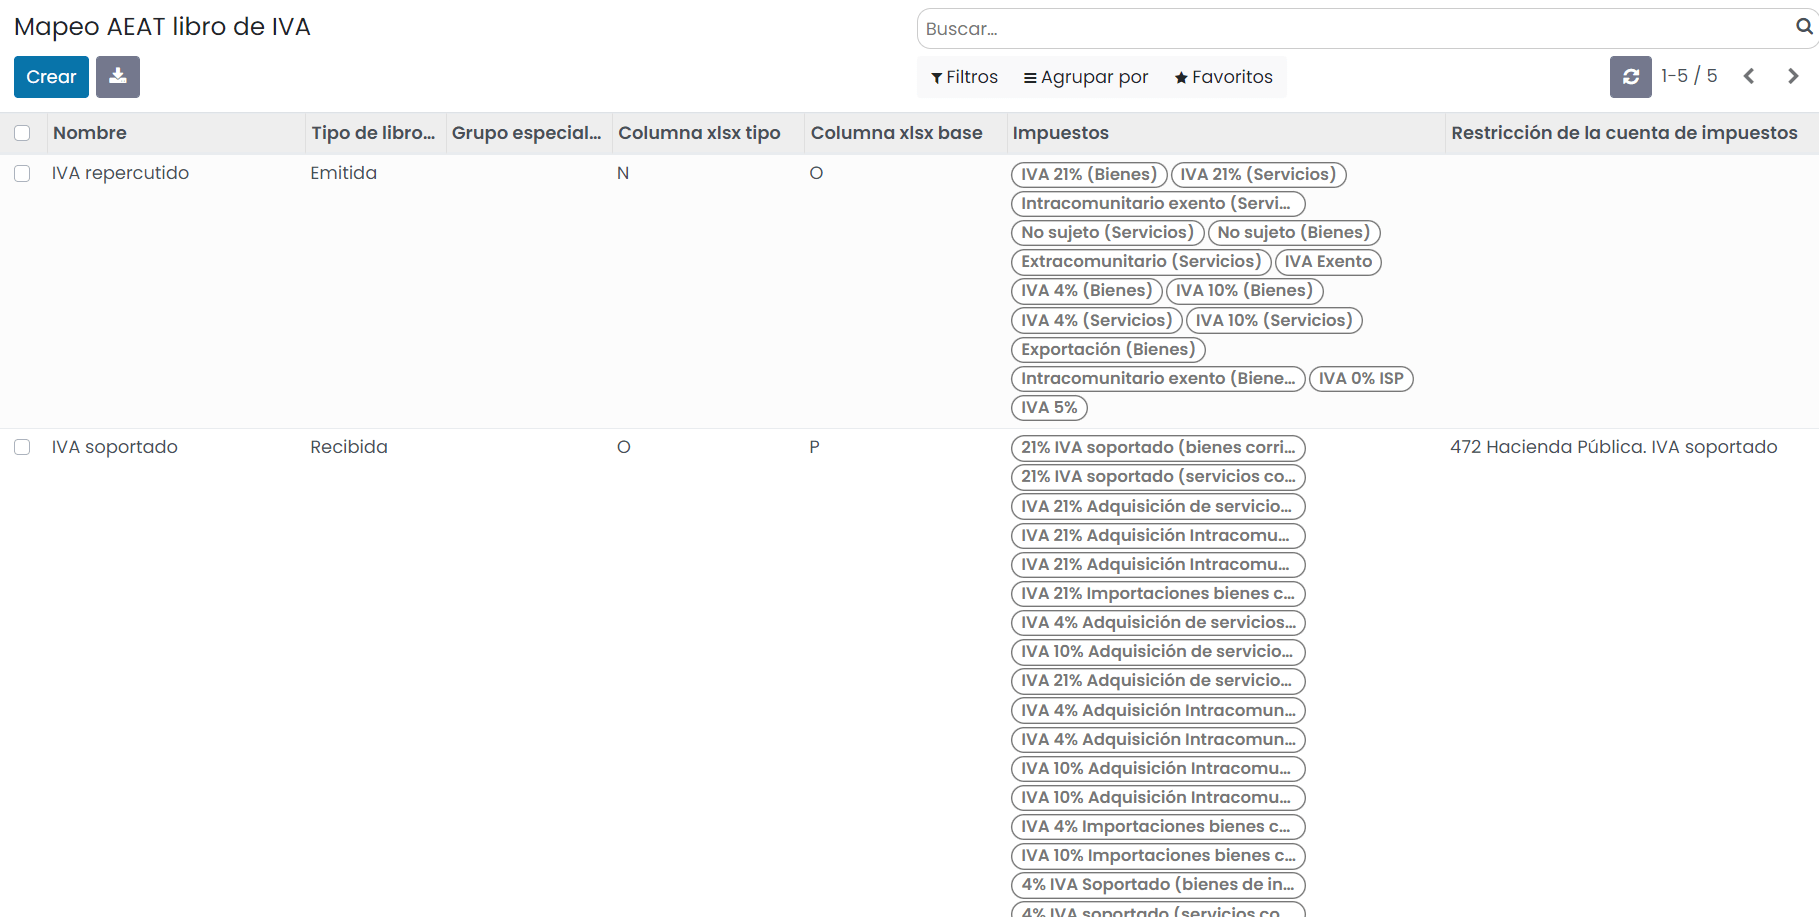 Mapeo AEAT libro de IVA
Buscar...
Crear
Filtros Agrupar por Favoritos
1-5 / 5
Nombre Tipo de libro... Grupo especial... Columna xlsx tipo Columna xlsx base Impuestos Restricción de la cuenta de impuestos
IVA repercutido Emitida N O IVA 21% (Bienes) IVA 21% (Servicios)
Intracomunitario exento (Servi...
No sujeto (Servicios) No sujeto (Bienes)
Extracomunitario (Servicios) IVA Exento
IVA 4% (Bienes) IVA 10% (Bienes)
IVA 4% (Servicios) IVA 10% (Servicios)
Exportación (Bienes)
Intracomunitario exento (Biene... IVA 0% ISP
IVA 5%
IVA soportado Recibida O P 21% IVA soportado (bienes corri... 472 Hacienda Pública. IVA soportado
21% IVA soportado (servicios co...
IVA 21% Adquisición de servicio...
IVA 21% Adquisición Intracomu...
IVA 21% Adquisición Intracomu...
IVA 21% Importaciones bienes c...
IVA 4% Adquisición de servicios...
IVA 10% Adquisición de servicio...
IVA 21% Adquisición de servicio...
IVA 4% Adquisición Intracomun...
IVA 4% Adquisición Intracomun...
IVA 10% Adquisición Intracomu...
IVA 10% Adquisición Intracomu...
IVA 4% Importaciones bienes c...
IVA 10% Importaciones bienes c...
4% IVA Soportado (bienes de in...
4% IVA soportado (servicios co...